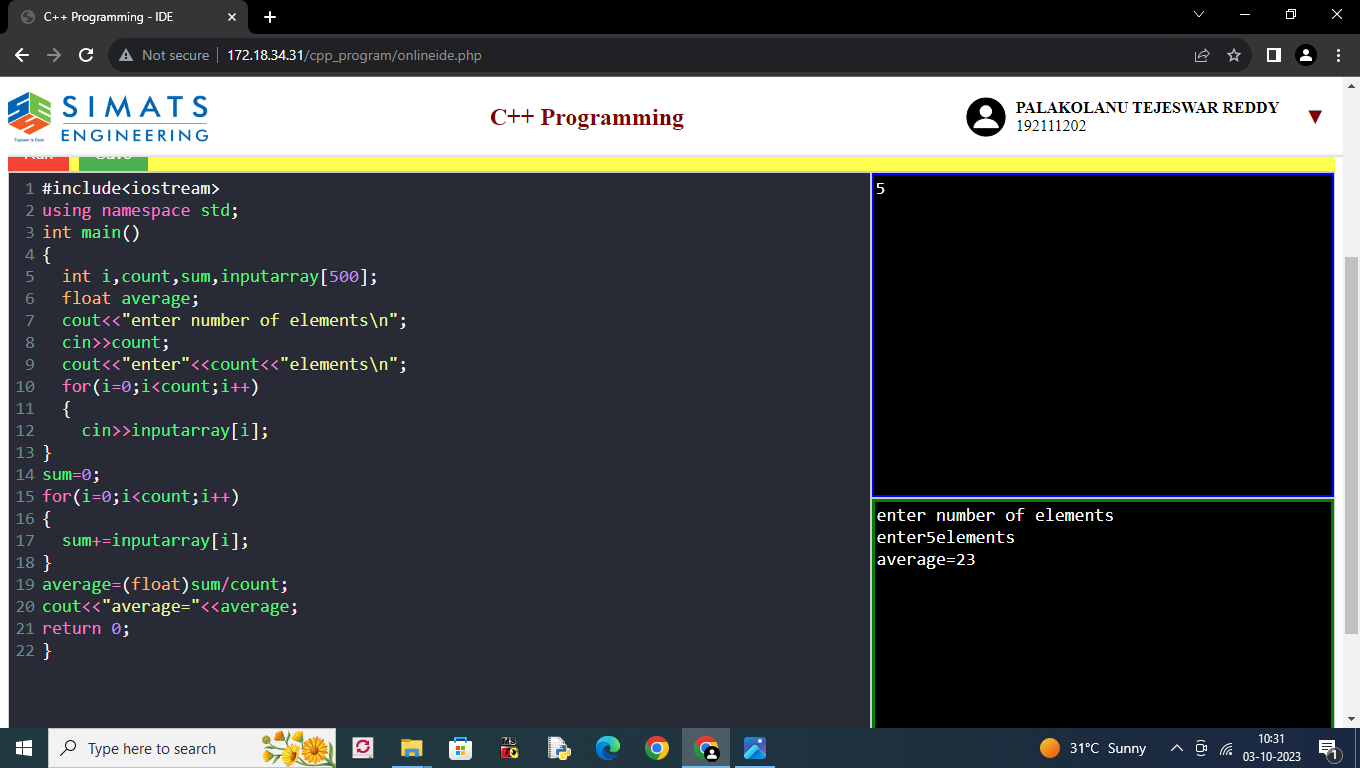 C++ Programming - IDE
Not secure
172.18.34.31/cpp_program/onlineide.php
SIMATS
ENGINEERING
Engineer to Excel
C++ Programming
PALAKOLANU TEJESWAR REDDY
192111202
Run Save
1 #include<iostream>
2 using namespace std;
3 int main()
4 {
5 int i,count,sum,inputarray[500];
6 float average;
7 cout<<"enter number of elements\n";
8 cin>>count;
9 cout<<"enter"<<count<<"elements\n";
10 for(i=0;i<count;i++)
11 {
12 cin>>inputarray[i];
13 }
14 sum=0;
15 for(i=0;i<count;i++)
16 {
17 sum+=inputarray[i];
18 }
19 average=(float)sum/count;
20 cout<<"average="<<average;
21 return 0;
22 }
5
enter number of elements
enter5elements
average=23
Type here to search
31°C Sunny
10:31
03-10-2023
1